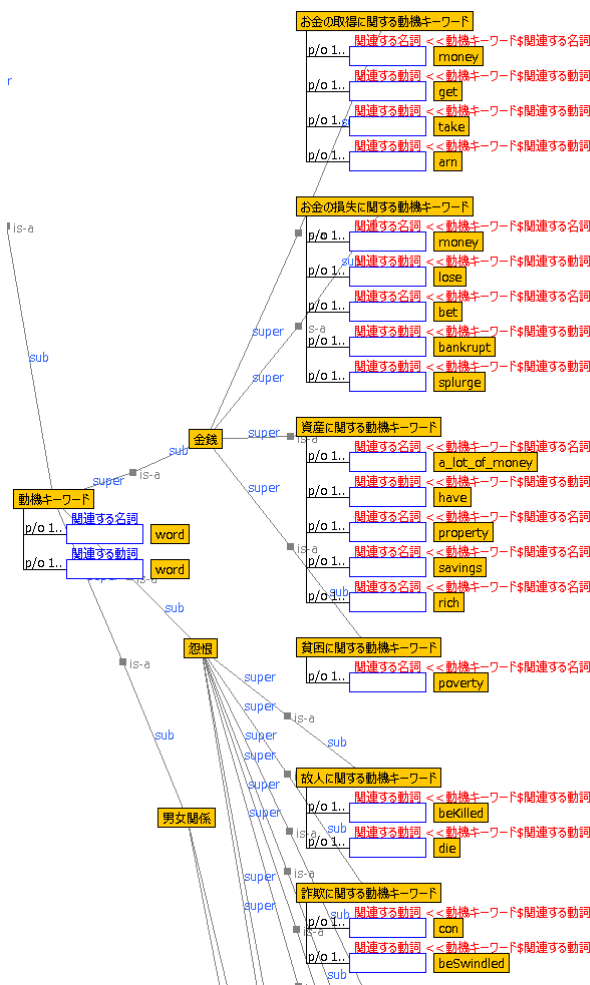 お金の取得に関する動機キーワード
関連する名詞 <<動機キーワード$関連する名詞
p/o 1.. money
関連する動詞 <<動機キーワード$関連する動詞
p/o 1.. get
r
関連する動詞 <<動機キーワード$関連する動詞
p/o 1.. take
関連する動詞 <<動機キーワード$関連する動詞
p/o 1.. arn
お金の損失に関する動機キーワード
is-a
関連する名詞 <<動機キーワード$関連する名詞
p/o 1.. money
関連する動詞 <<動機キーワード$関連する動詞
p/o 1.. lose
関連する名詞 <<動機キーワード$関連する名詞
p/o 1.. bet
super
s-a
関連する動詞 <<動機キーワード$関連する動詞
p/o 1.. bankrupt
sub
関連する動詞 <<動機キーワード$関連する動詞
super
p/o 1.. splurge
資産に関する動機キーワード
金銭
super
is-a
sub
関連する名詞 <<動機キーワード$関連する名詞
p/o 1.. a_lot_of_money
is-a
super
関連する動詞 <<動機キーワード$関連する動詞
super
p/o 1.. have
動機キーワード
関連する名詞
関連する名詞 <<動機キーワード$関連する名詞
p/o 1.. word
p/o 1.. property
is-a
関連する動詞
関連する名詞 <<動機キーワード$関連する名詞
p/o 1.. word
p/o 1.. savings
関連する動詞 <<動機キーワード$関連する動詞
sub
p/o 1.. rich
sub
怨恨
貧困に関する動機キーワード
is-a
関連する名詞 <<動機キーワード$関連する名詞
super
p/o 1.. poverty
super
is-a
sub
super
sub
super
故人に関する動機キーワード
super
関連する動詞 <<動機キーワード$関連する動詞
p/o 1.. beKilled
男女関係
super
is-a
sub
関連する動詞 <<動機キーワード$関連する動詞
p/o 1.. die
super
is-a
詐欺に関する動機キーワード
super
sub
関連する動詞 <<動機キーワード$関連する動詞
p/o 1.. con
is-a
関連する動詞 <<動機キーワード$関連する動詞
p/o 1.. beSwindled
sub